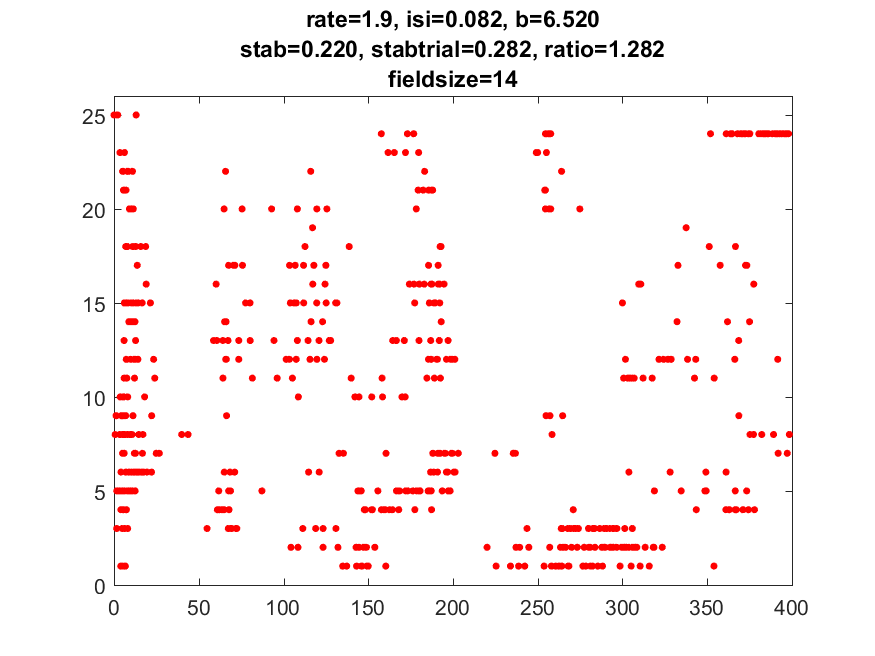 rate=1.9, isi=0.082, b=6.520
stab=0.220, stabtrial=0.282, ratio=1.282
fieldsize=14
25
20
15
10
5
0
0 50 100 150 200 250 300 350 400